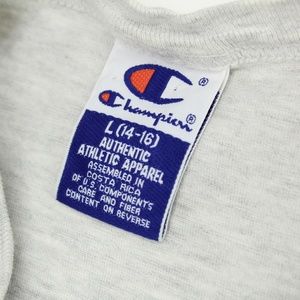 ®
Champion®
L (14-16)
AUTHENTIC
ATHLETIC APPAREL
ASSEMBLED IN
COSTA RICA
OF U.S. COMPONENTS
CARE AND FIBER
CONTENT ON REVERSE